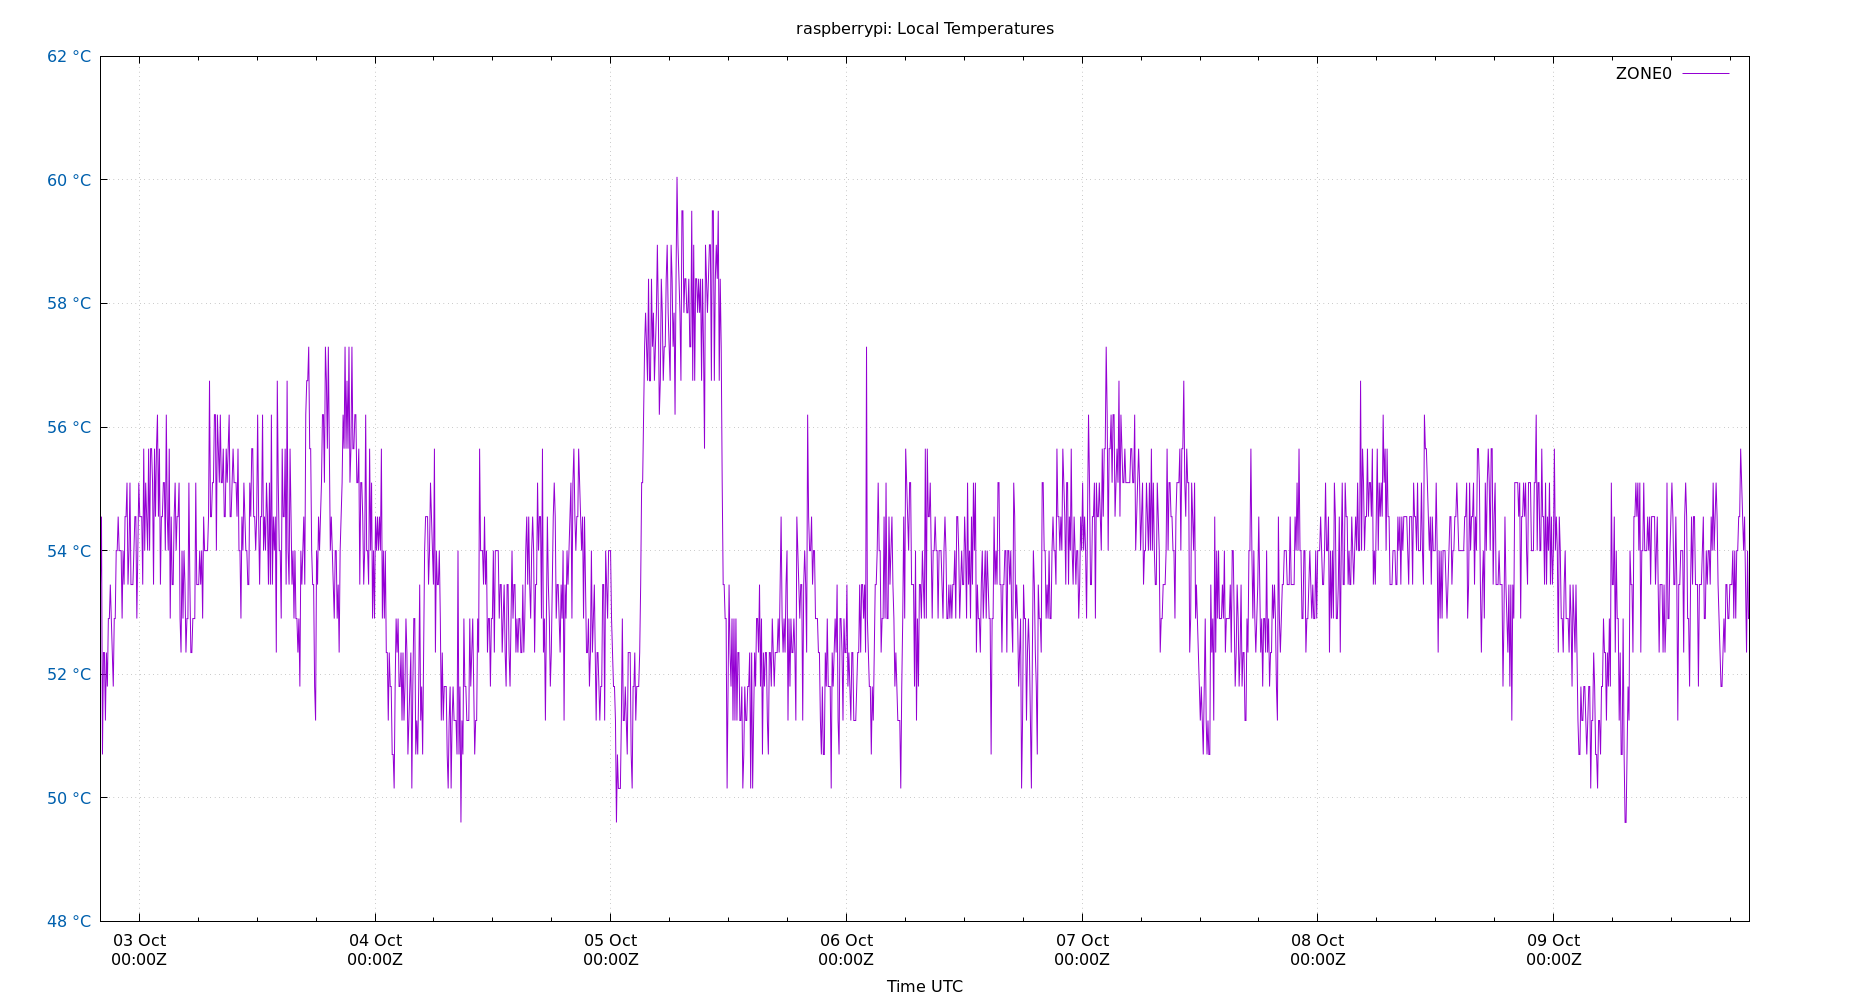 raspberrypi: Local Temperatures
62 °C
ZONE0
60 °C
58 °C
56 °C
54 °C
52 °C
50 °C
48 °C
03 Oct 04 Oct 05 Oct 06 Oct 07 Oct 08 Oct 09 Oct
00:00Z 00:00Z 00:00Z 00:00Z 00:00Z 00:00Z 00:00Z
Time UTC